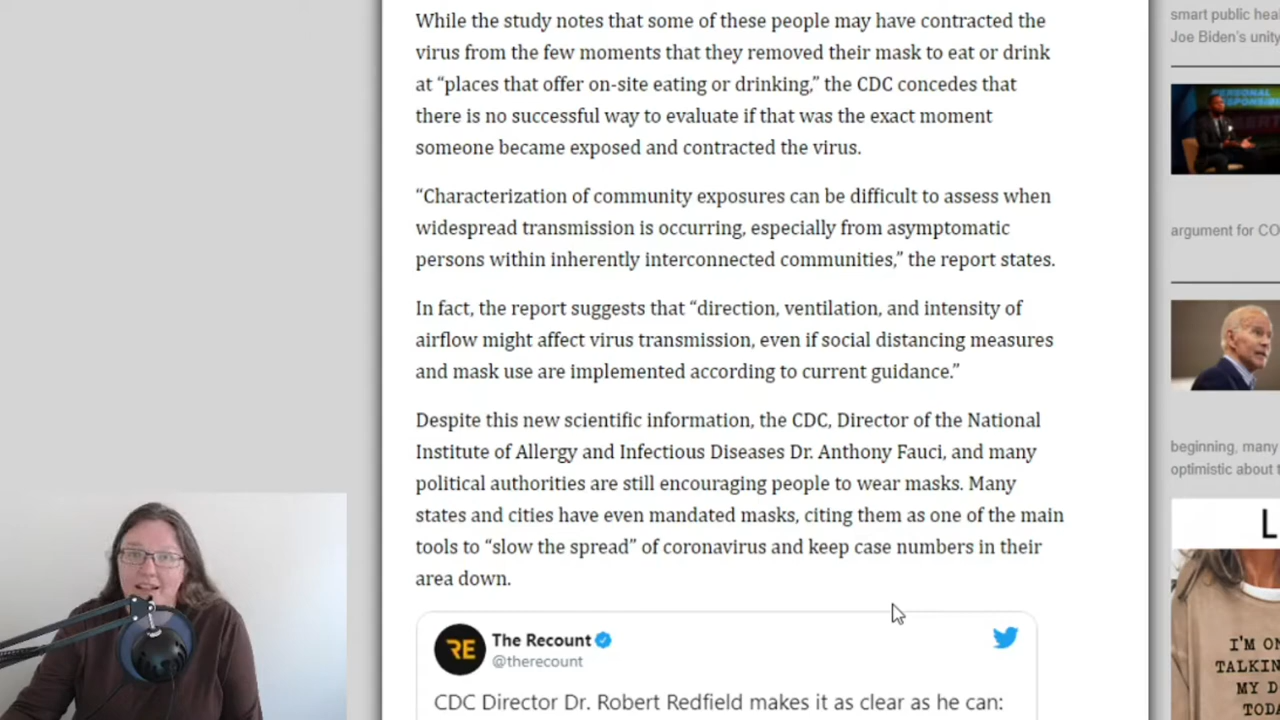 While the study notes that some of these people may have contracted the
virus from the few moments that they removed their mask to eat or drink
at “places that offer on-site eating or drinking,” the CDC concedes that
there is no successful way to evaluate if that was the exact moment
someone became exposed and contracted the virus.
“Characterization of community exposures can be difficult to assess when
widespread transmission is occurring, especially from asymptomatic
persons within inherently interconnected communities,” the report states.
In fact, the report suggests that “direction, ventilation, and intensity of
airflow might affect virus transmission, even if social distancing measures
and mask use are implemented according to current guidance.”
Despite this new scientific information, the CDC, Director of the National
Institute of Allergy and Infectious Diseases Dr. Anthony Fauci, and many
political authorities are still encouraging people to wear masks. Many
states and cities have even mandated masks, citing them as one of the main
tools to “slow the spread” of coronavirus and keep case numbers in their
area down.
RE
The Recount
@therecount
CDC Director Dr. Robert Redfield makes it as clear as he can:
smart public hea
Joe Biden's unity
PERSONAL
argument for CO
beginning, many
optimistic about t
L
I'M ON
TALKIN
MY D
TODA